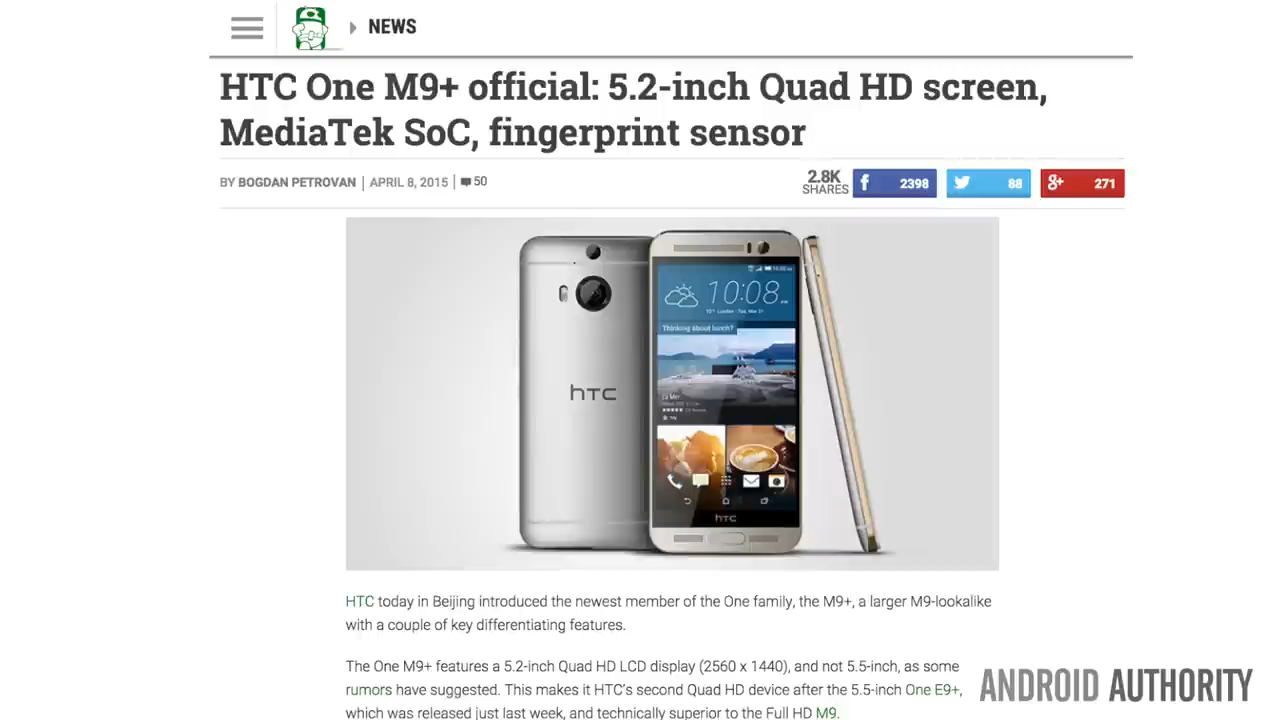 NEWS
HTC One M9+ official: 5.2-inch Quad HD screen,
MediaTek SoC, fingerprint sensor
BY BOGDAN PETROVAN | APRIL 8, 2015 | 50
2.8K
SHARES
2398
88
271
10:08
Thinking about lunch?
hTC
hTC
HTC today in Beijing introduced the newest member of the One family, the M9+, a larger M9-lookalike
with a couple of key differentiating features.
The One M9+ features a 5.2-inch Quad HD LCD display (2560 x 1440), and not 5.5-inch, as some
rumors have suggested. This makes it HTC's second Quad HD device after the 5.5-inch One E9+,
which was released just last week, and technically superior to the Full HD M9.
ANDROID AUTHORITY